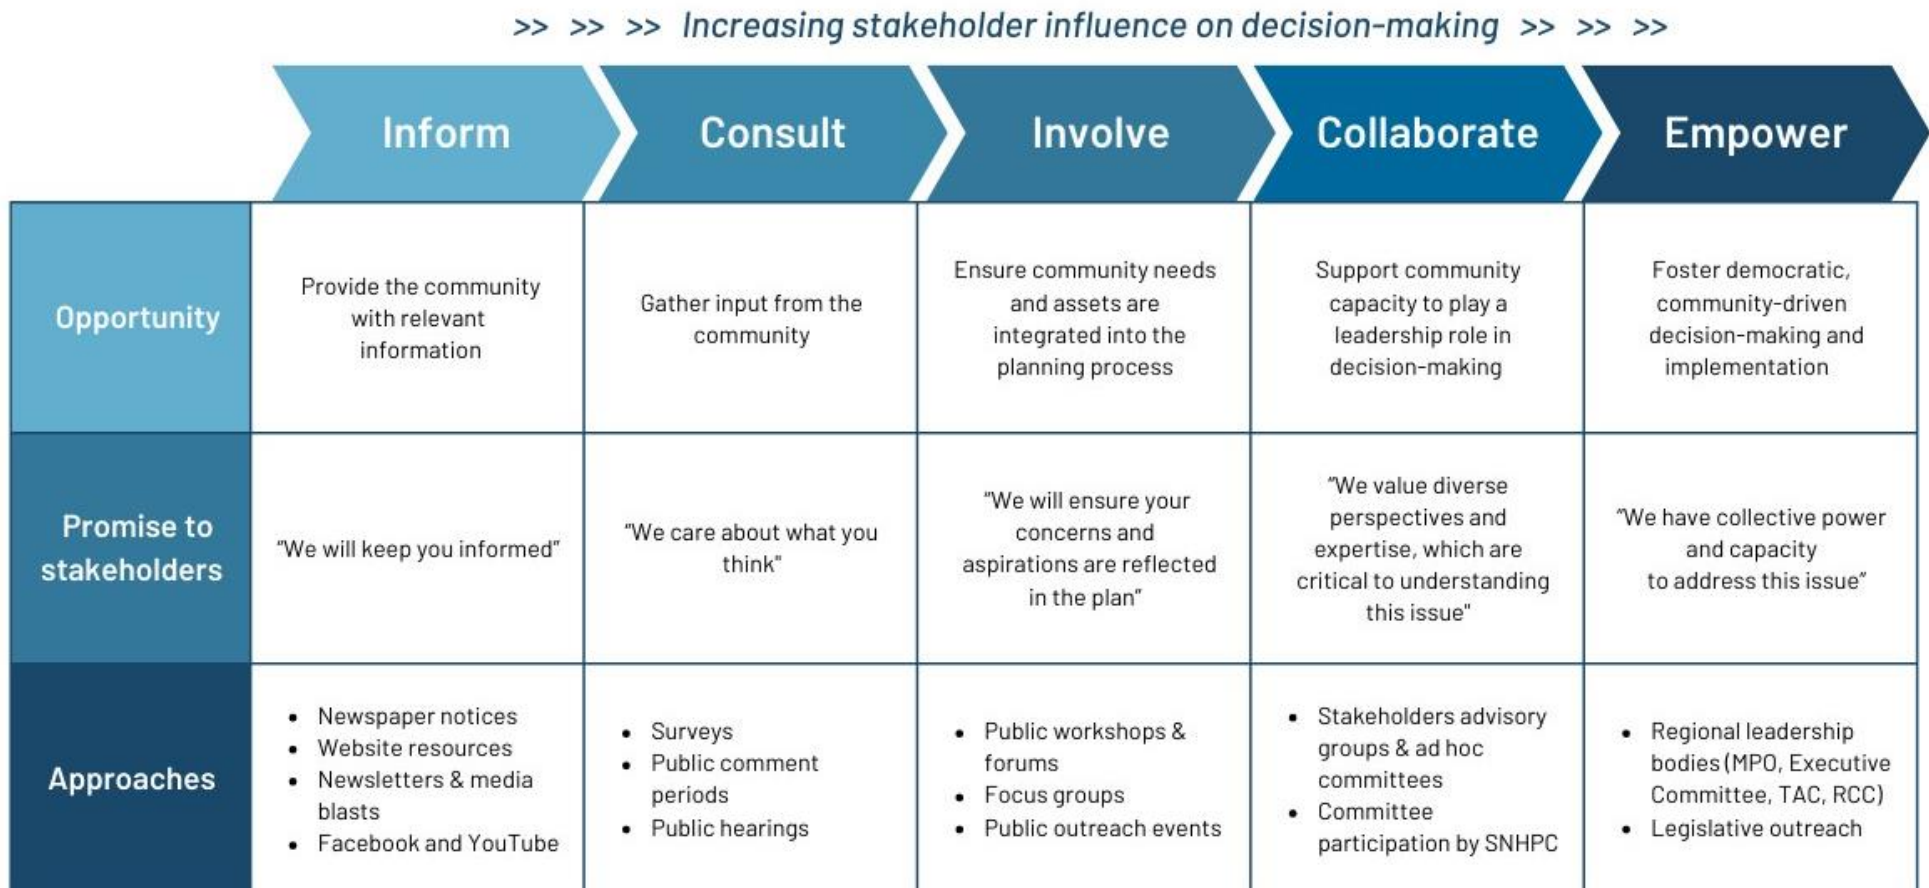 >> >> >> Increasing stakeholder influence on decision-making >> >> >>
Inform
Consult
Involve
Collaborate
Empower
Opportunity
Provide the community
with relevant
information
Gather input from the
community
Ensure community needs
and assets are
integrated into the
planning process
Support community
capacity to play a
leadership role in
decision-making
Foster democratic,
community-driven
decision-making and
implementation
Promise to
stakeholders
"We will keep you informed"
"We care about what you
think"
"We will ensure your
concerns and
aspirations are reflected
in the plan"
"We value diverse
perspectives and
expertise, which are
critical to understanding
this issue"
"We have collective power
and capacity
to address this issue"
Approaches
• Newspaper notices
• Website resources
• Newsletters & media
blasts
• Facebook and YouTube
• Surveys
• Public comment
periods
• Public hearings
• Public workshops &
forums
• Focus groups
• Public outreach events
• Stakeholders advisory
groups & ad hoc
committees
• Committee
participation by SNHPC
• Regional leadership
bodies (MPO, Executive
Committee, TAC, RCC)
• Legislative outreach